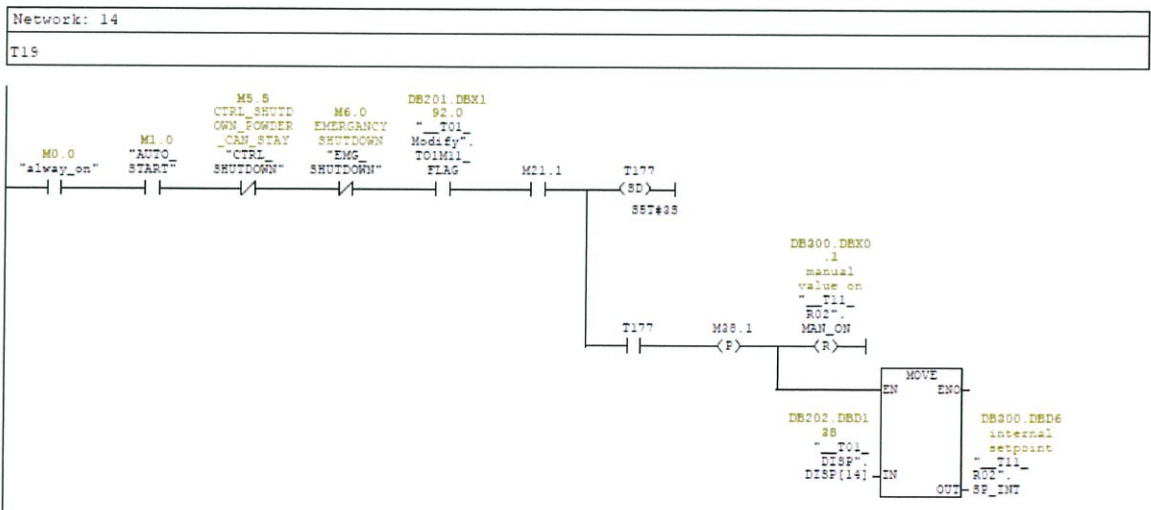 Network: 14
T19
M5.5
CTRL_SHUTD
OWN_POWDER
_CAN_STAY
"CTRL_
SHUTDOWN"
M6.0
EMERGANCY
SHUTDOWN
"EMG_
SHUTDOWN"
DB201.DBX1
92.0
"__T01_
Modify".
T01M11_
FLAG
M0.0
"alway_on"
M1.0
"AUTO_
START"
M21.1
T177
(SD)
S5T#3S
DB300.DBX0
.1
manual
value on
"__T11_
R02".
MAN_ON
T177
M38.1
(P)
(R)
MOVE
EN ENO
DB202.DBD1
38
"__T01_
DISP".
DISP[14]
IN
DB300.DBD6
internal
setpoint
"__T11_
R02".
OUT SP_INT